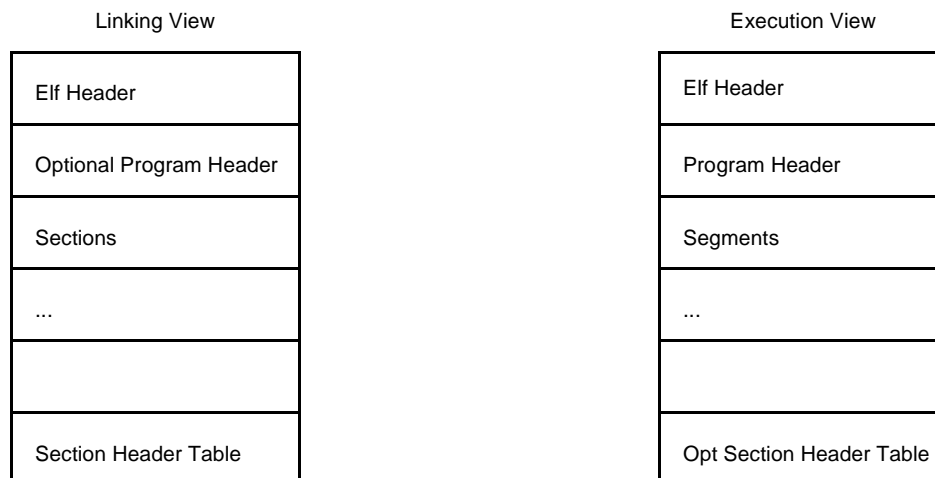 Linking View
Elf Header
Optional Program Header
Sections
...
Section Header Table
Execution View
Elf Header
Program Header
Segments
...
Opt Section Header Table